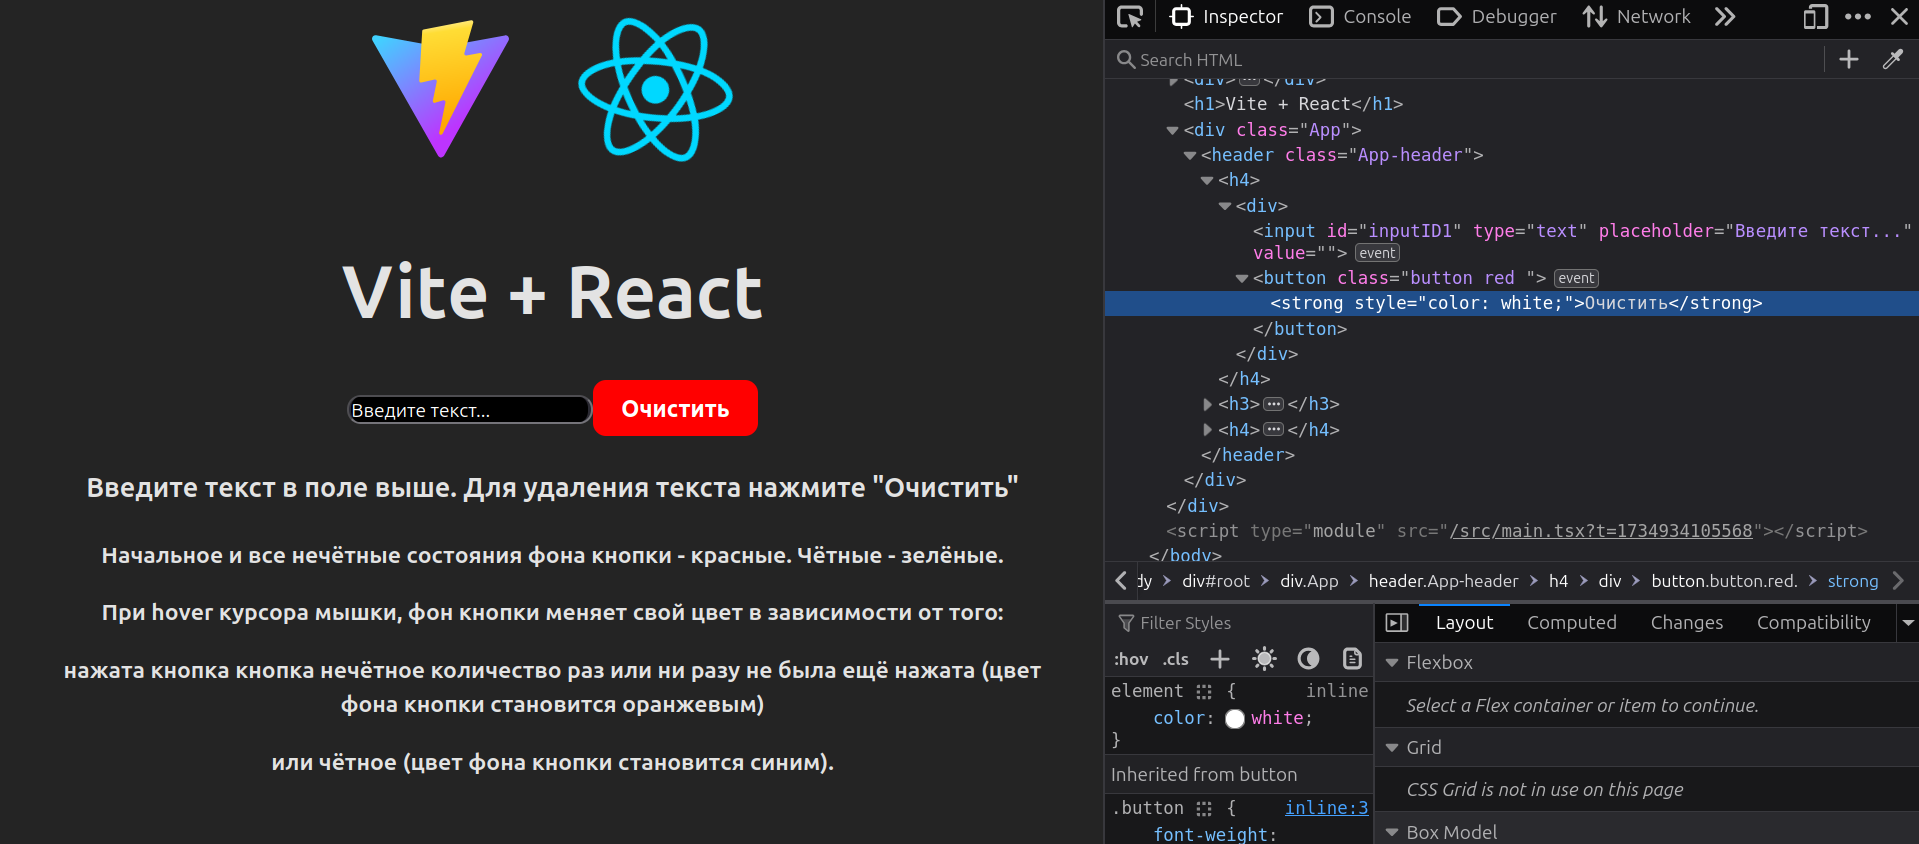 Vite + React
Введите текст...
Очистить
Введите текст в поле выше. Для удаления текста нажмите "Очистить"
Начальное и все нечётные состояния фона кнопки - красные. Чётные - зелёные.
При hover курсора мышки, фон кнопки меняет свой цвет в зависимости от того:
нажата кнопка кнопка нечётное количество раз или ни разу не была ещё нажата (цвет
фона кнопки становится оранжевым)
или чётное (цвет фона кнопки становится синим).
Inspector Console Debugger Network
Search HTML
<div> ••• </div>
<h1>Vite + React</h1>
<div class="App">
<header class="App-header">
<h4>
<div>
<input id="inputID1" type="text" placeholder="Введите текст..."
value=""> event
<button class="button red "> event
<strong style="color: white;">Очистить</strong>
</button>
</div>
</h4>
<h3> ••• </h3>
<h4> ••• </h4>
</header>
</div>
</div>
<script type="module" src="/src/main.tsx?t=1734934105568"></script>
</body>
dy > div#root > div.App > header.App-header > h4 > div > button.button.red. > strong
Filter Styles
:hov .cls
element { inline
color: white;
}
Inherited from button
.button { inline:3
font-weight:
Layout Computed Changes Compatibility
Flexbox
Select a Flex container or item to continue.
Grid
CSS Grid is not in use on this page
Box Model